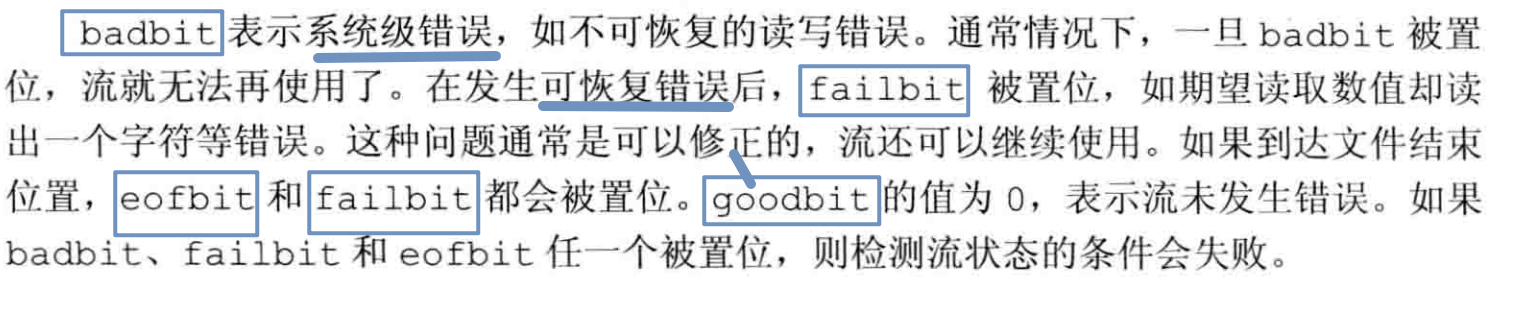 badbit 表示系统级错误，如不可恢复的读写错误。通常情况下，一旦 badbit 被置
位，流就无法再使用了。在发生可恢复错误后，failbit 被置位，如期望读取数值却读
出一个字符等错误。这种问题通常是可以修正的，流还可以继续使用。如果到达文件结束
位置，eofbit 和 failbit 都会被置位。goodbit 的值为 0，表示流未发生错误。如果
badbit、failbit 和 eofbit 任一个被置位，则检测流状态的条件会失败。